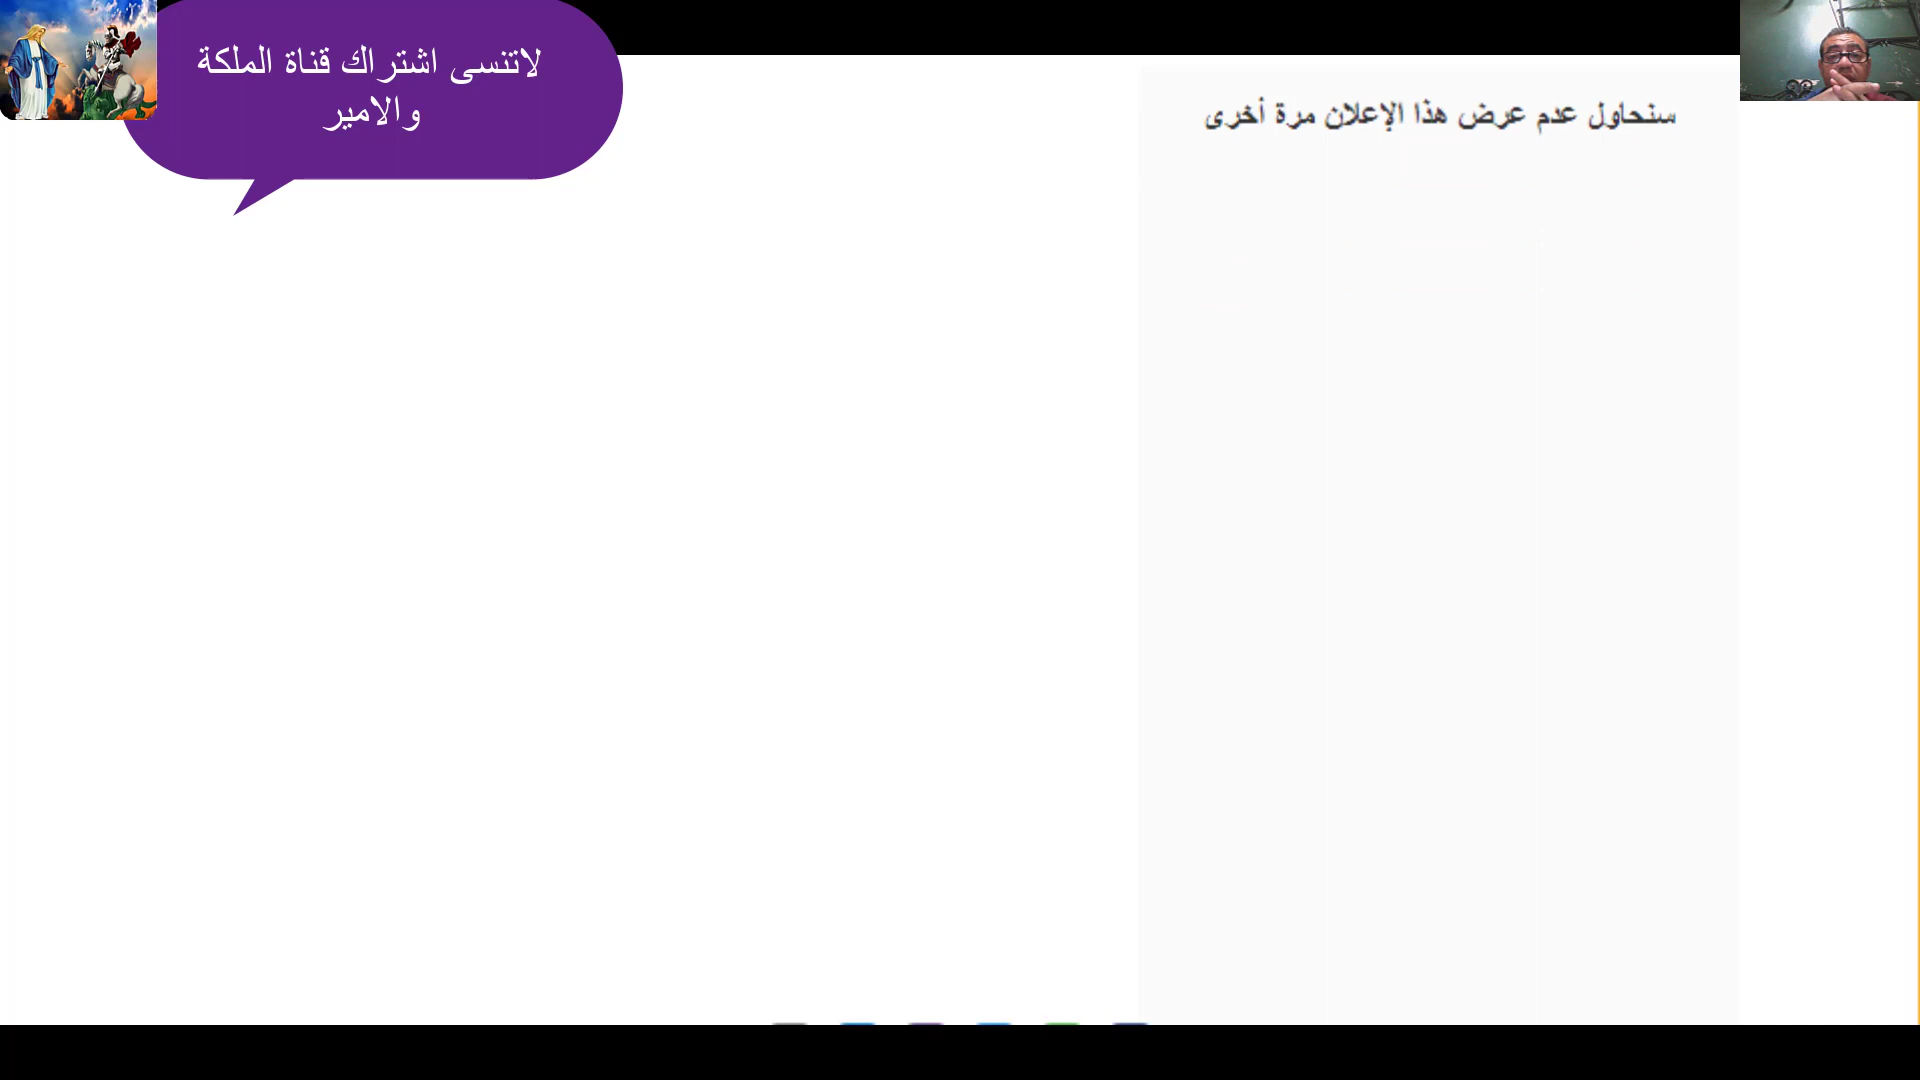 لاتنسى اشتراك قناة الملكة
والامير
سنحاول عدم عرض هذا الإعلان مرة أخرى